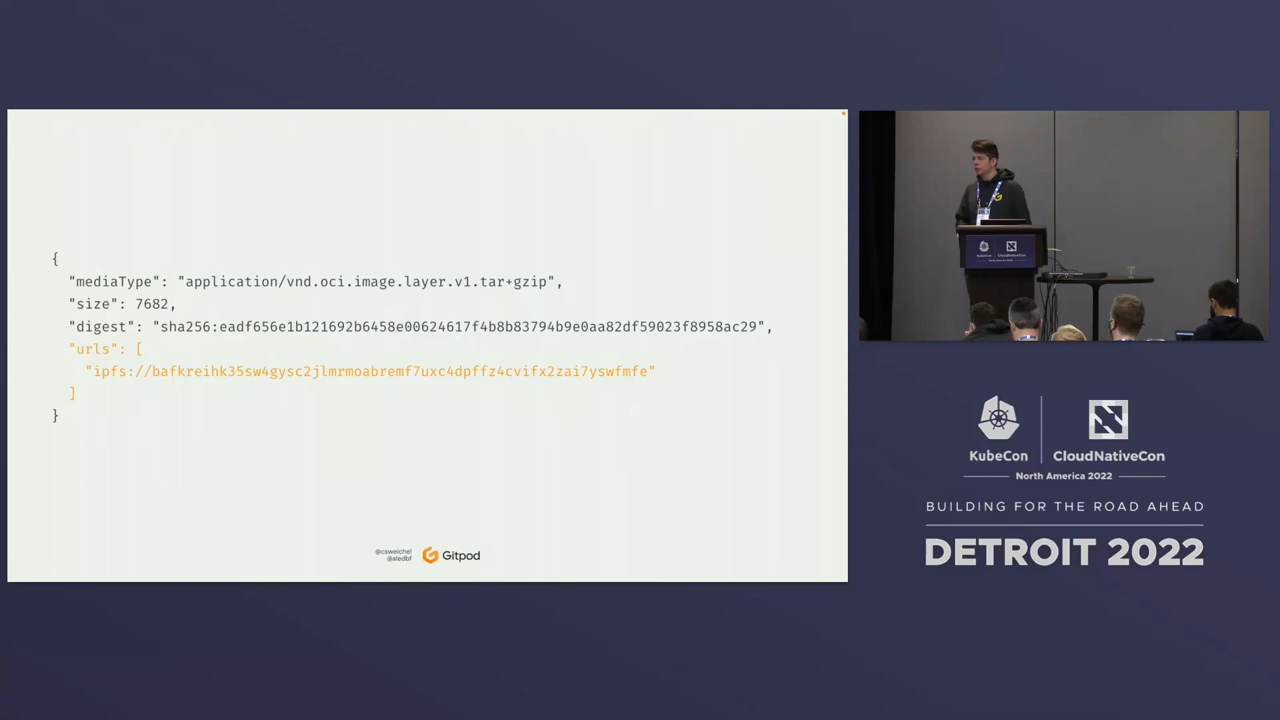 {
"mediaType": "application/vnd.oci.image.layer.v1.tar+gzip",
"size": 7682,
"digest": "sha256:eadf656e1b121692b6458e00624617f4b8b83794b9e0aa82df59023f8958ac29",
"urls": [
"ipfs://bafkreihk35sw4gysc2jlmrmoabremf7uxc4dpffz4cvifx2zai7yswfmfe"
]
}
@csweichel
@aledbf
Gitpod
KubeCon
CloudNativeCon
North America 2022
BUILDING FOR THE ROAD AHEAD
DETROIT 2022